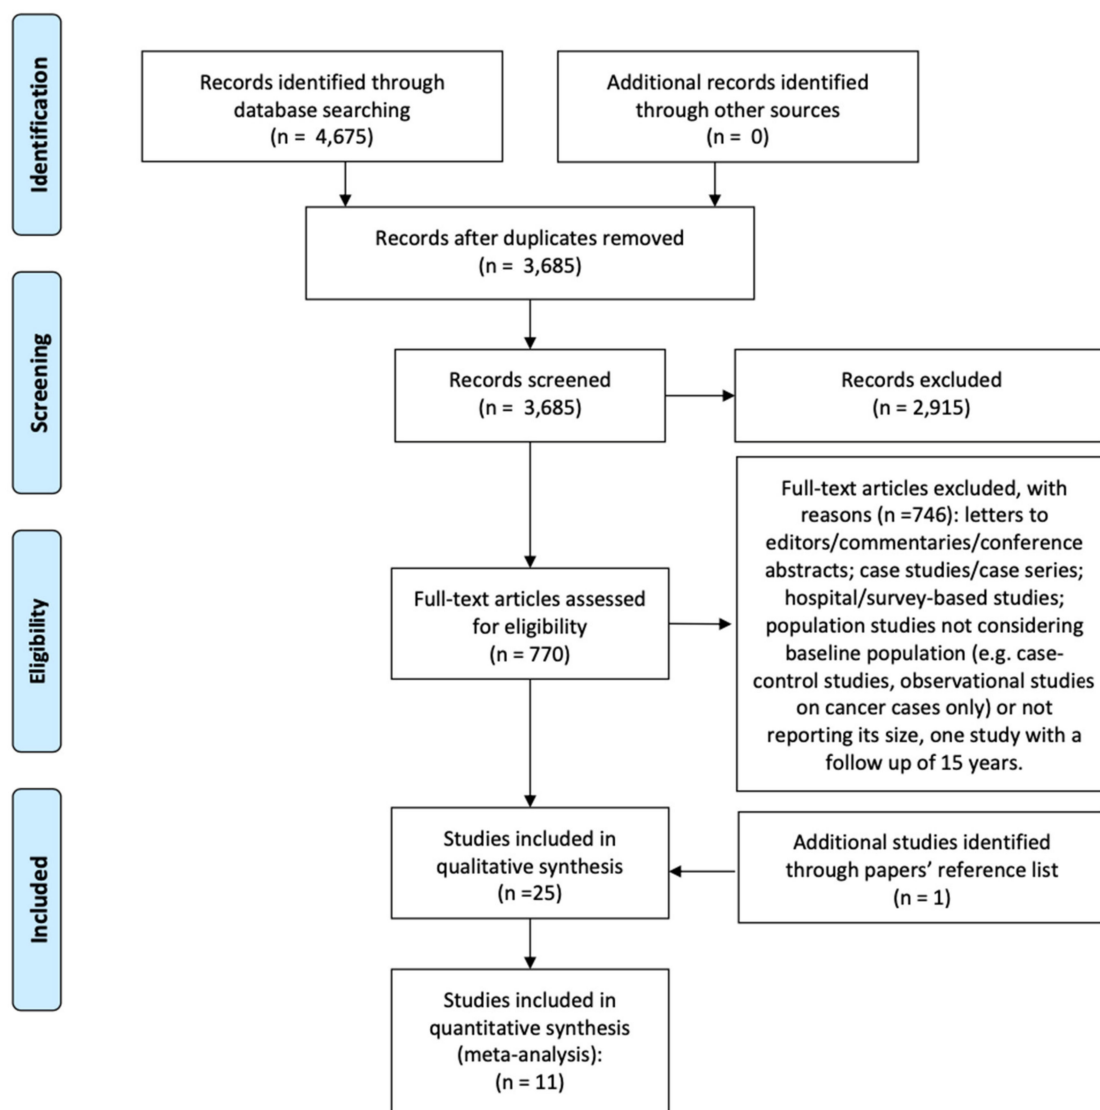 Identification
Records identified through
database searching
(n = 4,675)
Additional records identified
through other sources
(n = 0)
Records after duplicates removed
(n = 3,685)
Screening
Records screened
(n = 3,685)
Records excluded
(n = 2,915)
Eligibility
Full-text articles assessed
for eligibility
(n = 770)
Full-text articles excluded, with
reasons (n =746): letters to
editors/commentaries/conference
abstracts; case studies/case series;
hospital/survey-based studies;
population studies not considering
baseline population (e.g. case-
control studies, observational studies
on cancer cases only) or not
reporting its size, one study with a
follow up of 15 years.
Included
Studies included in
qualitative synthesis
(n =25)
Additional studies identified
through papers’ reference list
(n = 1)
Studies included in
quantitative synthesis
(meta-analysis):
(n = 11)